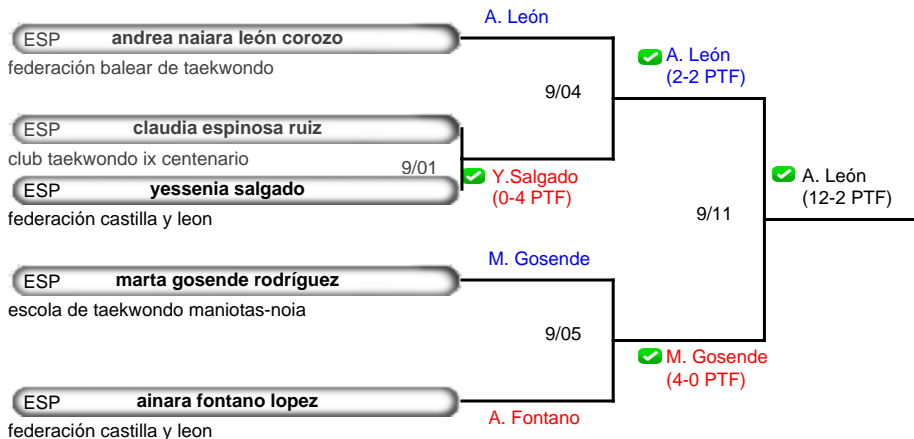 A. León
ESP andrea naiara león corozo
federación balear de taekwondo
A. León
(2-2 PTF)
9/04
ESP claudia espinosa ruiz
club taekwondo ix centenario
9/01
Y.Salgado
(0-4 PTF)
ESP yessenia salgado
federación castilla y leon
A. León
(12-2 PTF)
9/11
M. Gosende
ESP marta gosende rodríguez
escola de taekwondo maniotas-noia
9/05
M. Gosende
(4-0 PTF)
ESP ainara fontano lopez
A. Fontano
federación castilla y leon